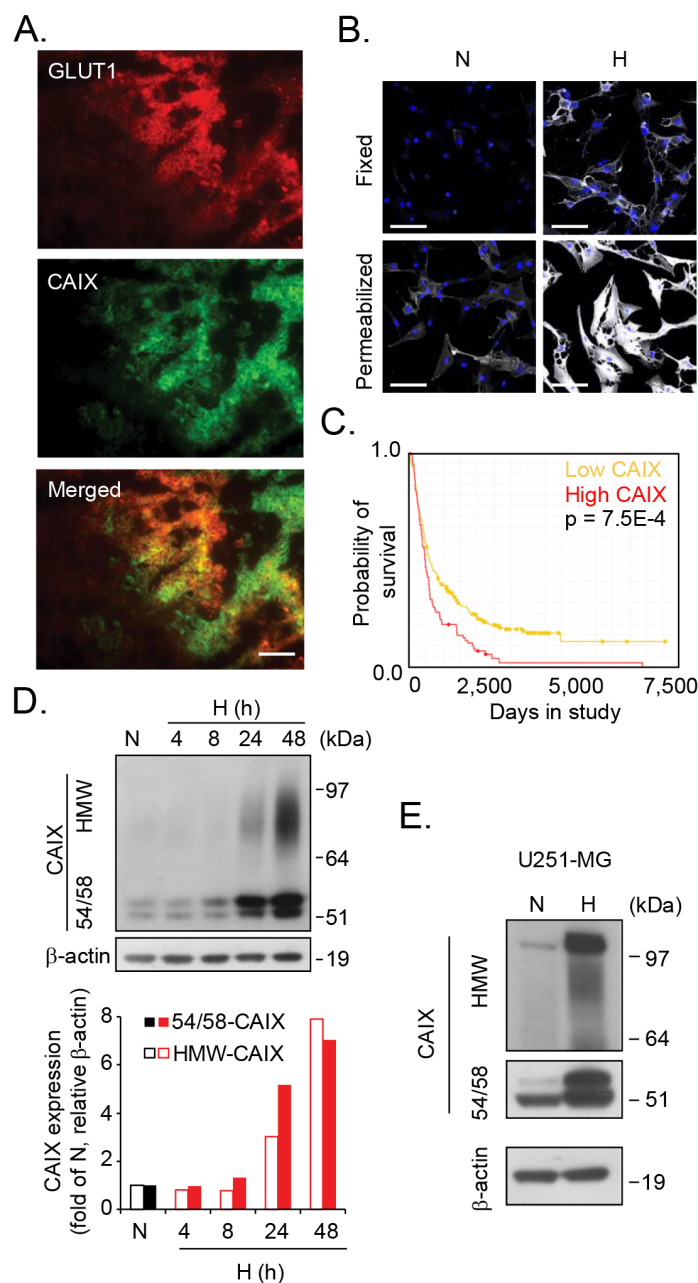 A.
GLUT1
CAIX
Merged
B.
N H
Fixed
Permeabilized
C.
Probability of
survival
1.0
0.0
Low CAIX
High CAIX
p = 7.5E-4
0 2,500 5,000 7,500
Days in study
D.
H (h)
N 4 8 24 48 (kDa)
CAIX
HMW
54/58
-97
-64
-51
β-actin
-19
CAIX expression
(fold of N, relative β-actin)
8
6
4
2
0
54/58-CAIX
HMW-CAIX
N 4 8 24 48
H (h)
E.
U251-MG
N H (kDa)
CAIX
HMW
54/58
- 97
- 64
- 51
β-actin
-19